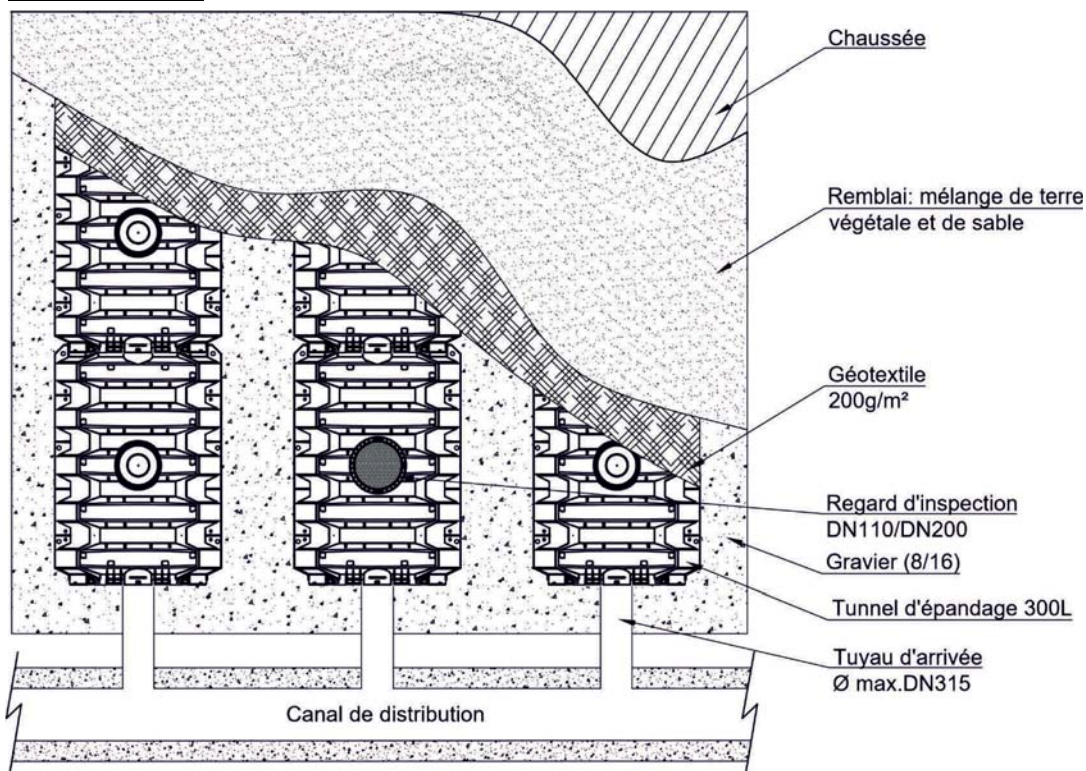 Chaussée
Remblai: mélange de terre
végétale et de sable
Géotextile
200g/m²
Regard d'inspection
DN110/DN200
Gravier (8/16)
Tunnel d'épandage 300L
Tuyau d'arrivée
Ø max.DN315
Canal de distribution